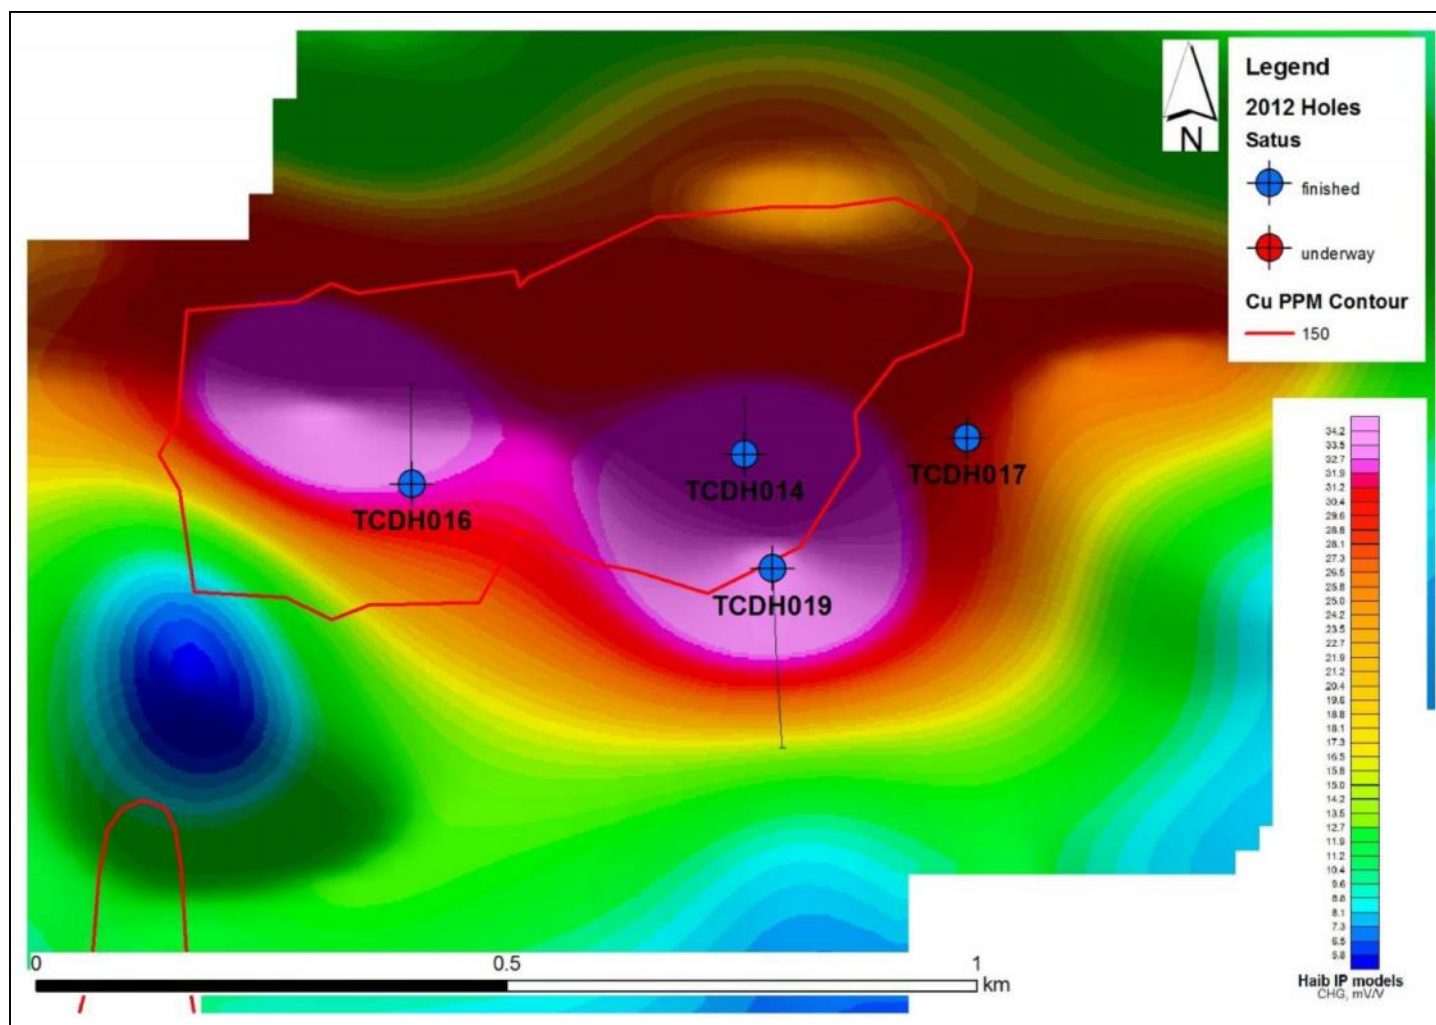 N
Legend
2012 Holes
Satus
finished
underway
Cu PPM Contour
150
TCDH016
TCDH014
TCDH017
TCDH019
34.2
33.5
32.7
31.9
31.2
30.4
29.6
28.8
28.1
27.3
26.5
25.8
25.0
24.2
23.5
22.7
21.9
21.2
20.4
19.6
18.8
18.1
17.3
16.5
15.8
15.0
14.2
13.5
12.7
11.9
11.2
10.4
9.6
8.8
8.1
7.3
6.5
5.8
Haib IP models
CHG, mV/V
0 0.5 1
km